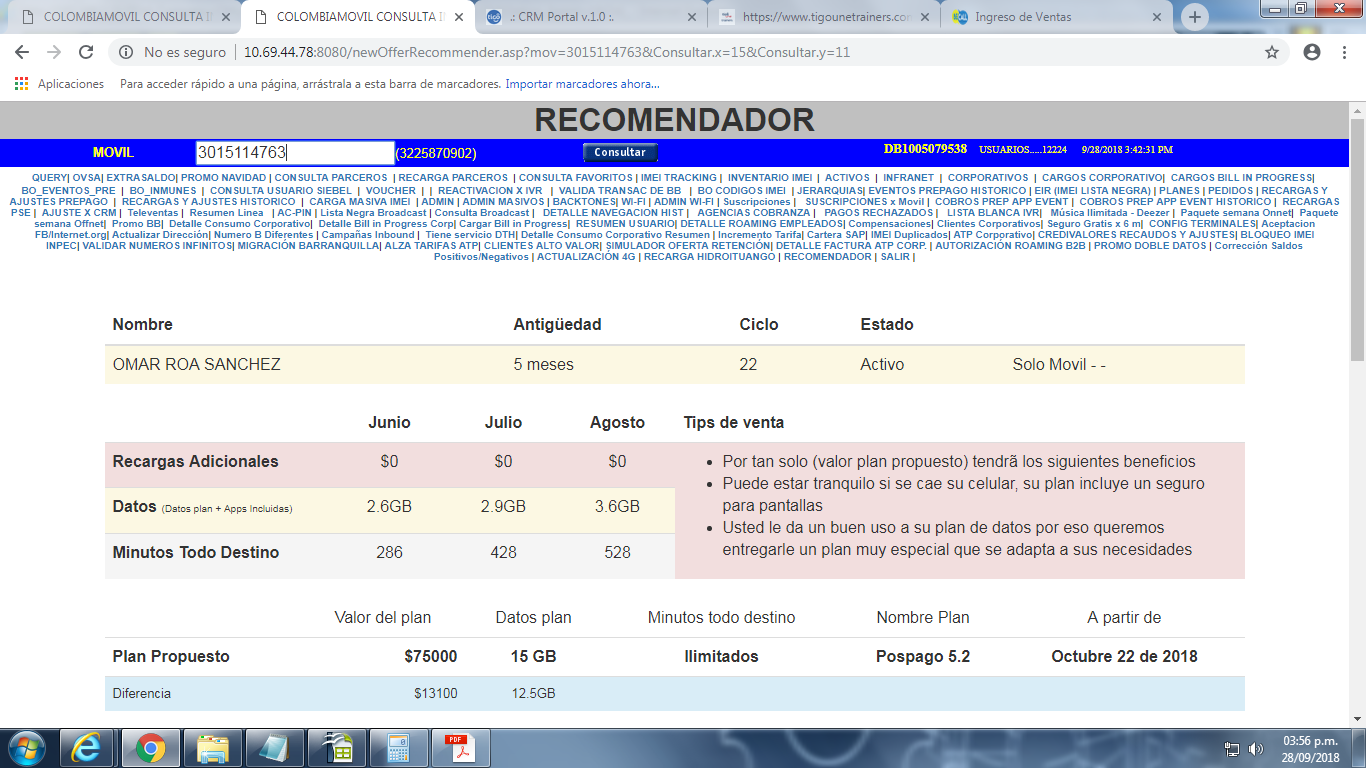 COLOMBIAMOVIL CONSULTA I
COLOMBIAMOVIL CONSULTA I
.: CRM Portal v.1.0 :.
https://www.tigounetrainers.con
Ingreso de Ventas
No es seguro | 10.69.44.78:8080/newOfferRecommender.asp?mov=3015114763&Consultar.x=15&Consultar.y=11
Aplicaciones Para acceder rápido a una página, arrástrala a esta barra de marcadores. Importar marcadores ahora...
RECOMENDADOR
MOVIL 3015114763 (3225870902) Consultar DB1005079538 USUARIOS.....12224 9/28/2018 3:42:31 PM
QUERY| OVSA| EXTRASALDO| PROMO NAVIDAD | CONSULTA PARCEROS | RECARGA PARCEROS | CONSULTA FAVORITOS | IMEI TRACKING | INVENTARIO IMEI | ACTIVOS | INFRANET | CORPORATIVOS | CARGOS CORPORATIVO| CARGOS BILL IN PROGRESS|
BO_EVENTOS_PRE | BO_INMUNES | CONSULTA USUARIO SIEBEL | VOUCHER | | REACTIVACION X IVR | VALIDA TRANSAC DE BB | BO CODIGOS IMEI | JERARQUIAS| EVENTOS PREPAGO HISTORICO | EIR (IMEI LISTA NEGRA) | PLANES | PEDIDOS | RECARGAS Y
AJUSTES PREPAGO | RECARGAS Y AJUSTES HISTORICO | CARGA MASIVA IMEI | ADMIN | ADMIN MASIVOS | BACKTONES| WI-FI | ADMIN WI-FI | Suscripciones | SUSCRIPCIONES x Movil | COBROS PREP APP EVENT | COBROS PREP APP EVENT HISTORICO | RECARGAS
PSE | AJUSTE X CRM | Televentas | Resumen Linea | AC-PIN | Lista Negra Broadcast | Consulta Broadcast | DETALLE NAVEGACION HIST | AGENCIAS COBRANZA | PAGOS RECHAZADOS | LISTA BLANCA IVR| Música Ilimitada - Deezer | Paquete semana Onnet| Paquete
semana Offnet| Promo BB| Detalle Consumo Corporativo| Detalle Bill in Progress Corp| Cargar Bill in Progress| RESUMEN USUARIO| DETALLE ROAMING EMPLEADOS| Compensaciones| Clientes Corporativos| Seguro Gratis x 6 m| CONFIG TERMINALES| Aceptacion
FB/Internet.org| Actualizar Dirección| Numero B Diferentes | Campañas Inbound | Tiene servicio DTH| Detalle Consumo Corporativo Resumen | Incremento Tarifa| Cartera SAP| IMEI Duplicados| ATP Corporativo| CREDIVALORES RECAUDOS Y AJUSTES| BLOQUEO IMEI
INPEC| VALIDAR NUMEROS INFINITOS| MIGRACIÓN BARRANQUILLA| ALZA TARIFAS ATP| CLIENTES ALTO VALOR| SIMULADOR OFERTA RETENCIÓN| DETALLE FACTURA ATP CORP. | AUTORIZACIÓN ROAMING B2B | PROMO DOBLE DATOS | Corrección Saldos
Positivos/Negativos | ACTUALIZACIÓN 4G | RECARGA HIDROITUANGO | RECOMENDADOR | SALIR |
Nombre Antigüedad Ciclo Estado
OMAR ROA SANCHEZ 5 meses 22 Activo Solo Movil - -
Junio Julio Agosto Tips de venta
Recargas Adicionales $0 $0 $0
Datos (Datos plan + Apps Incluidas) 2.6GB 2.9GB 3.6GB
Minutos Todo Destino 286 428 528
• Por tan solo (valor plan propuesto) tendrã los siguientes beneficios
• Puede estar tranquilo si se cae su celular, su plan incluye un seguro
para pantallas
• Usted le da un buen uso a su plan de datos por eso queremos
entregarle un plan muy especial que se adapta a sus necesidades
Valor del plan Datos plan Minutos todo destino Nombre Plan A partir de
Plan Propuesto $75000 15 GB Ilimitados Pospago 5.2 Octubre 22 de 2018
Diferencia $13100 12.5GB
PDF
03:56 p.m.
28/09/2018